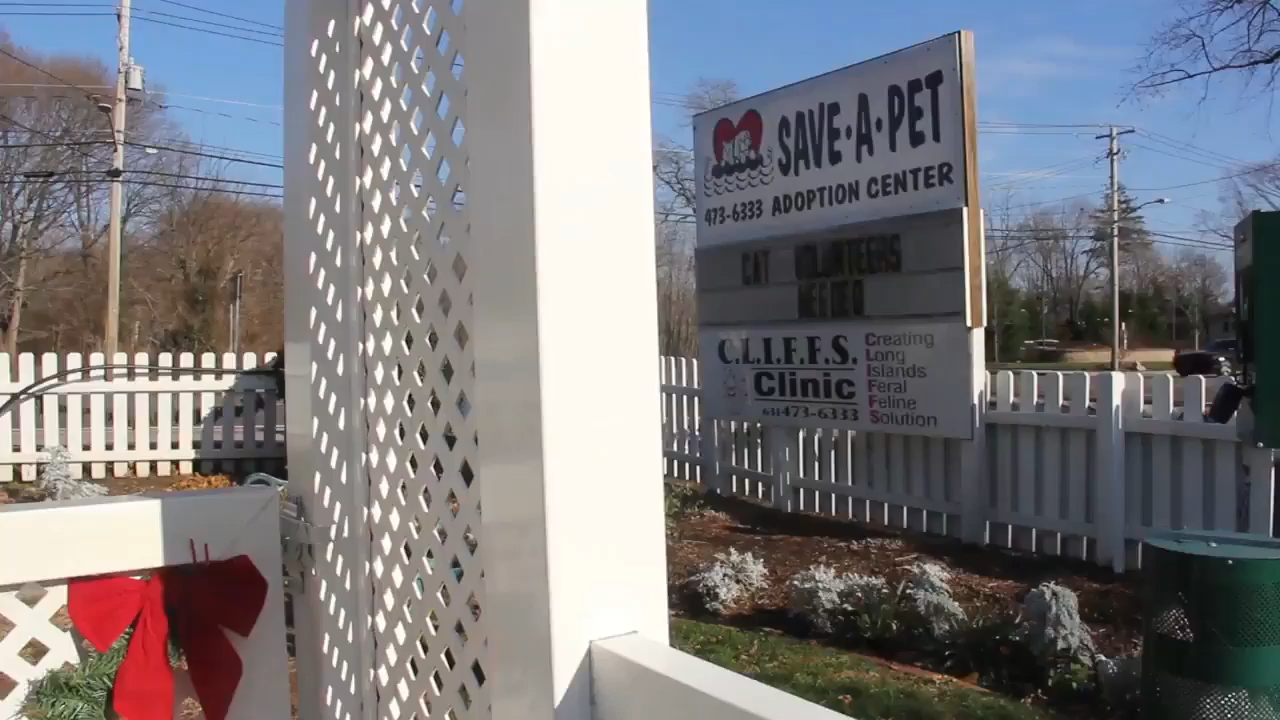 SAVE·A·PET
473-6333 ADOPTION CENTER
CAT VOLUNTEERS
NEEDED
C.L.I.F.F.S.
Clinic
631 473-6333
Creating
Long
Islands
Feral
Feline
Solution